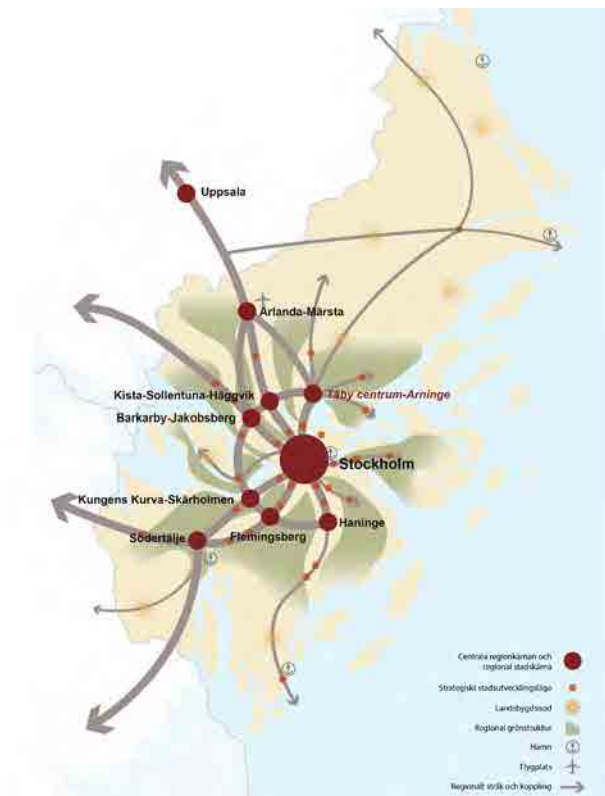 Uppsala
Arlanda-Märsta
Kista-Sollentuna-Häggvik
Täby centrum-Arninge
Barkarby-Jakobsberg
Stockholm
Kungens Kurva-Skärholmen
Haninge
Södertälje
Flemingsberg
Centrala regionkärnan och
regional stadskärna
Strategiskt stadsutvecklingsläge
Landsbygdsnod
Regional grönstruktur
Hamn
Flygplats
Regionalt stråk och koppling